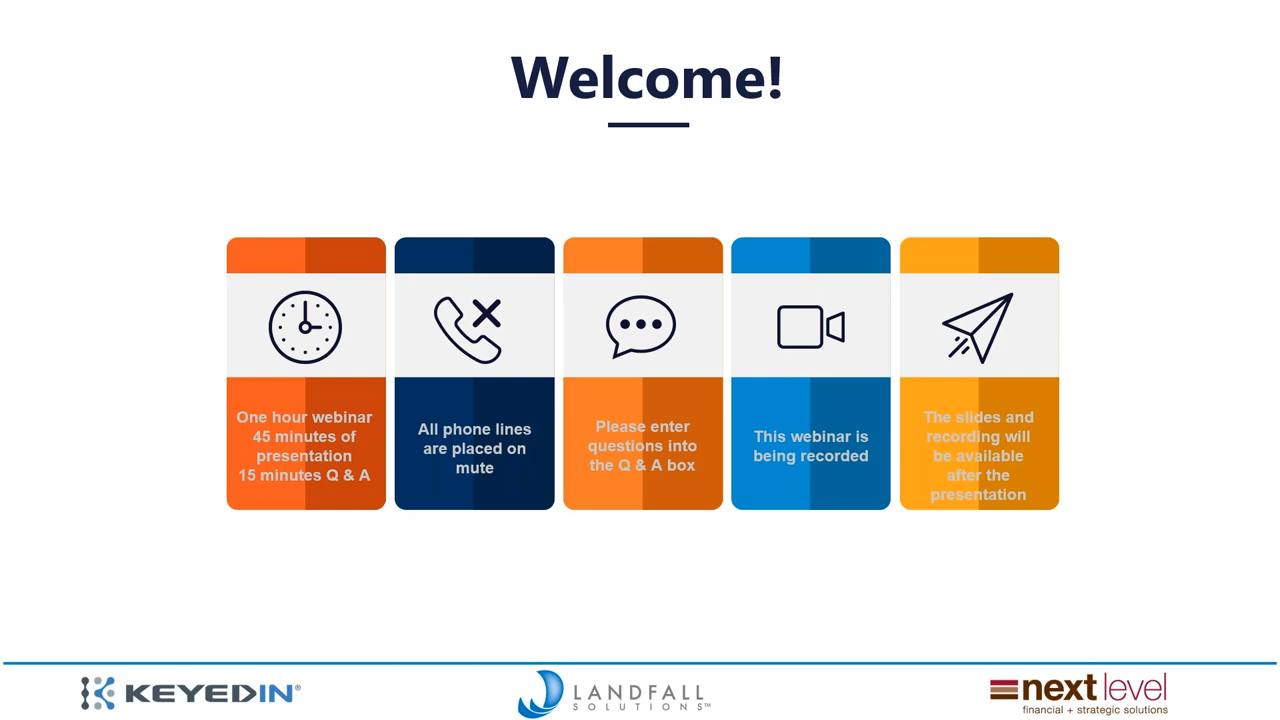 Welcome!
One hour webinar
45 minutes of
presentation
15 minutes Q & A
All phone lines
are placed on
mute
Please enter
questions into
the Q & A box
This webinar is
being recorded
The slides and
recording will
be available
after the
presentation
KEYEDIN®
LANDFALL
SOLUTIONS™
next level
financial + strategic solutions